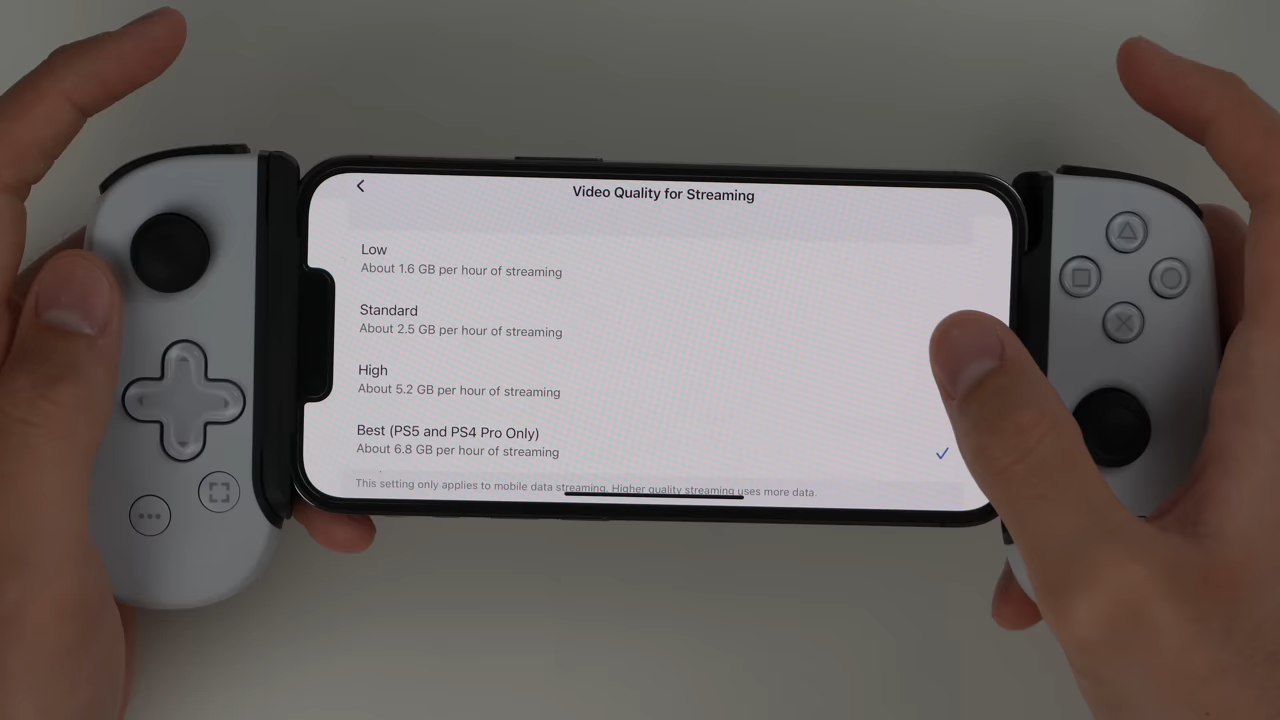 Video Quality for Streaming
Low
About 1.6 GB per hour of streaming
Standard
About 2.5 GB per hour of streaming
High
About 5.2 GB per hour of streaming
Best (PS5 and PS4 Pro Only)
About 6.8 GB per hour of streaming
This setting only applies to mobile data streaming. Higher quality streaming uses more data.